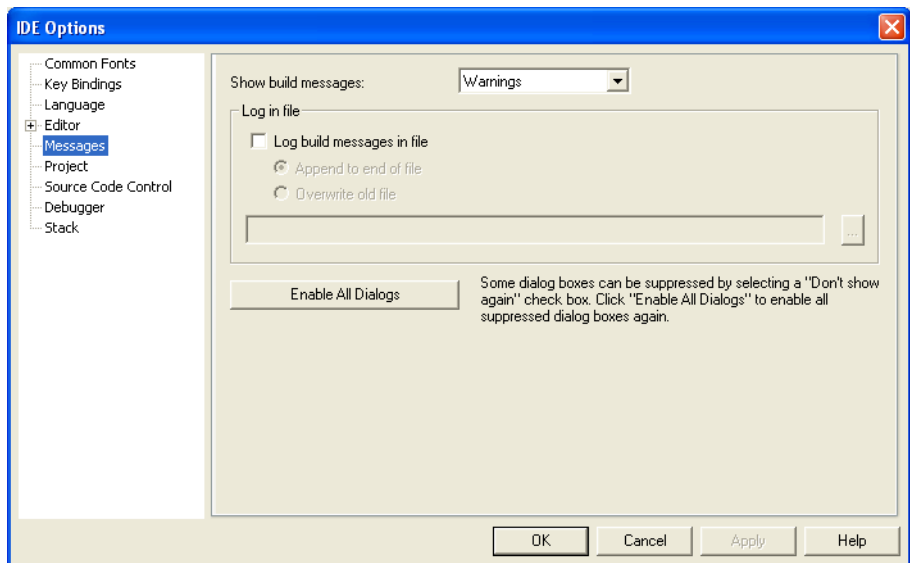 IDE Options
Common Fonts
Key Bindings
Language
Editor
Messages
Project
Source Code Control
Debugger
Stack
Show build messages:
Warnings
Log in file
Log build messages in file
Append to end of file
Overwrite old file
...
Enable All Dialogs
Some dialog boxes can be suppressed by selecting a "Don't show
again" check box. Click "Enable All Dialogs" to enable all
suppressed dialog boxes again.
OK
Cancel
Apply
Help